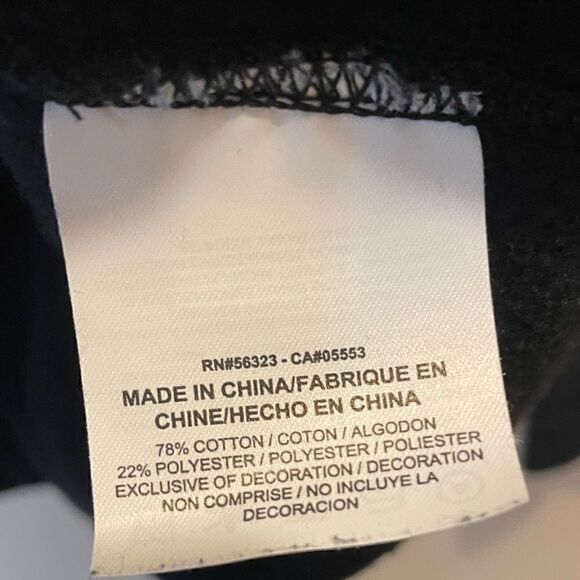 RN#56323 - CA#05553
MADE IN CHINA/FABRIQUE EN
CHINE/HECHO EN CHINA
78% COTTON / COTON / ALGODON
22% POLYESTER / POLYESTER / POLIESTER
EXCLUSIVE OF DECORATION / DECORATION
NON COMPRISE / NO INCLUYE LA
DECORACION